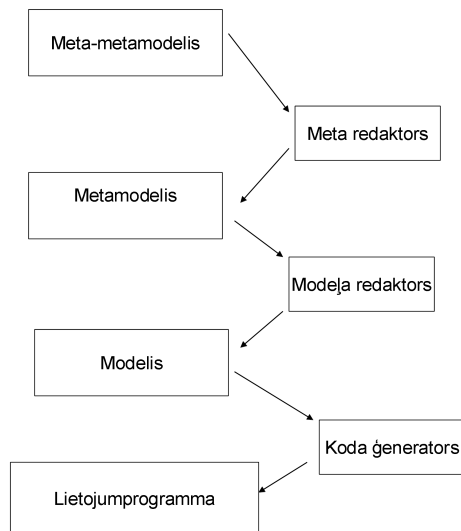 Meta-metamodelis
Meta redaktors
Metamodelis
Modeļa redaktors
Modelis
Koda ģenerators
Lietojumprogramma